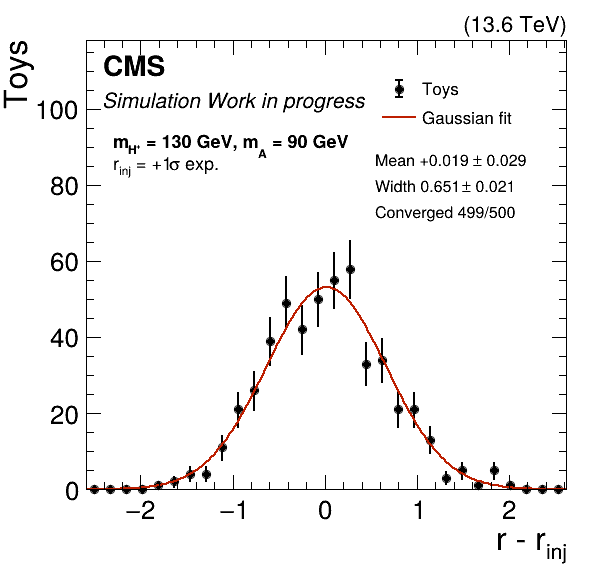 (13.6 TeV)
CMS
Simulation Work in progress
m_H+ = 130 GeV, m_A = 90 GeV
r_inj = +1σ exp.
Toys
Gaussian fit
Mean +0.019 ± 0.029
Width 0.651 ± 0.021
Converged 499/500
Toys
100
80
60
40
20
0
−2 −1 0 1 2
r - r_inj